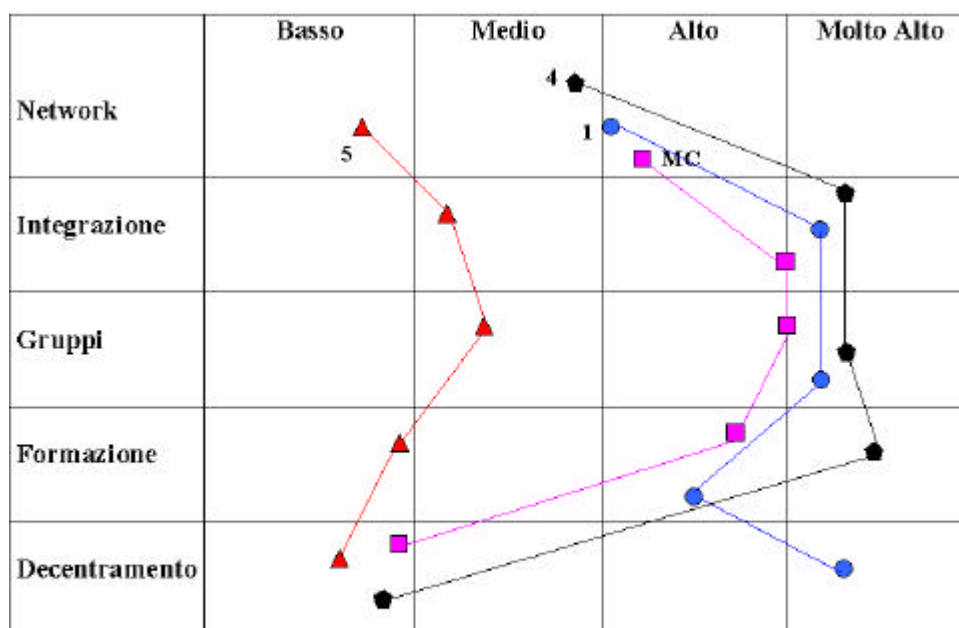 Basso Medio Alto Molto Alto
4
Network
1
MC
5
Integrazione
Gruppi
Formazione
Decentramento